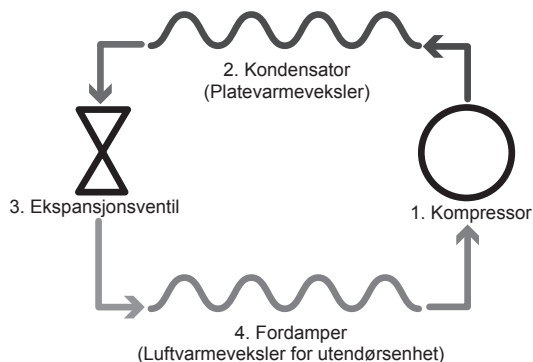 2. Kondensator
(Platevarmeveksler)
3. Ekspansjonsventil
1. Kompressor
4. Fordamper
(Luftvarmeveksler for utendørsenhet)